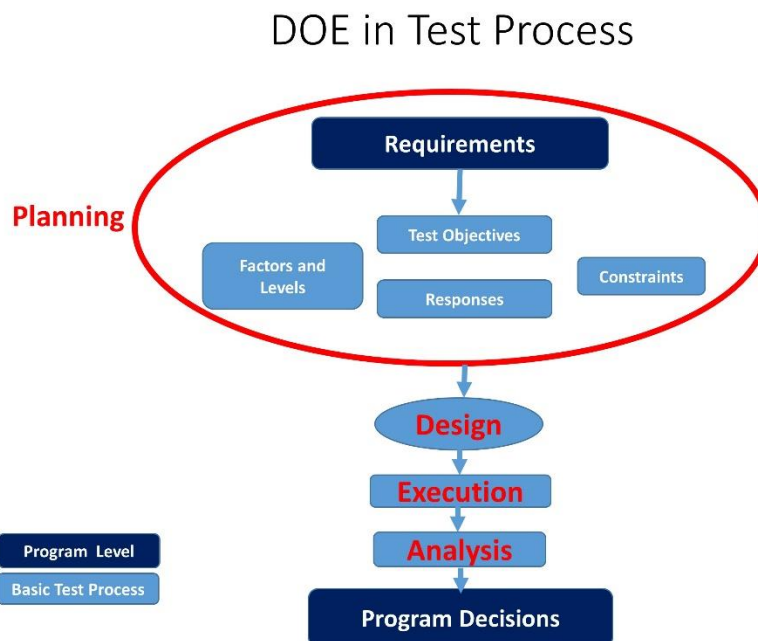 DOE in Test Process
Requirements
Planning
Test Objectives
Factors and
Levels
Constraints
Responses
Design
Execution
Analysis
Program Level
Basic Test Process
Program Decisions